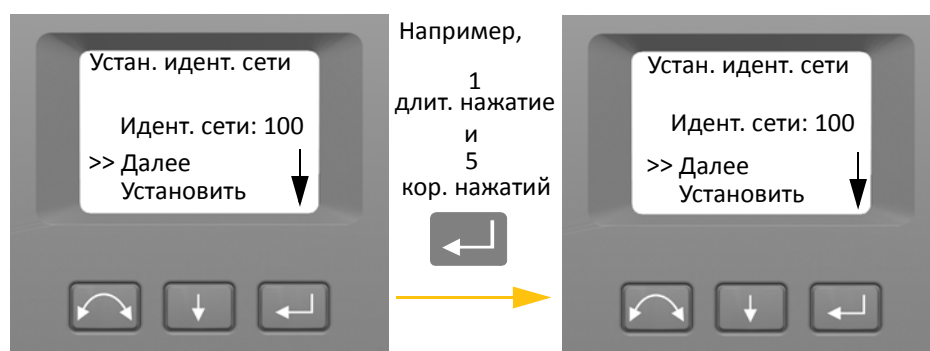 Устан. идент. сети
Идент. сети: 100
>> Далее
Установить
Например,
1
длит. нажатие
и
5
кор. нажатий
Устан. идент. сети
Идент. сети: 100
>> Далее
Установить